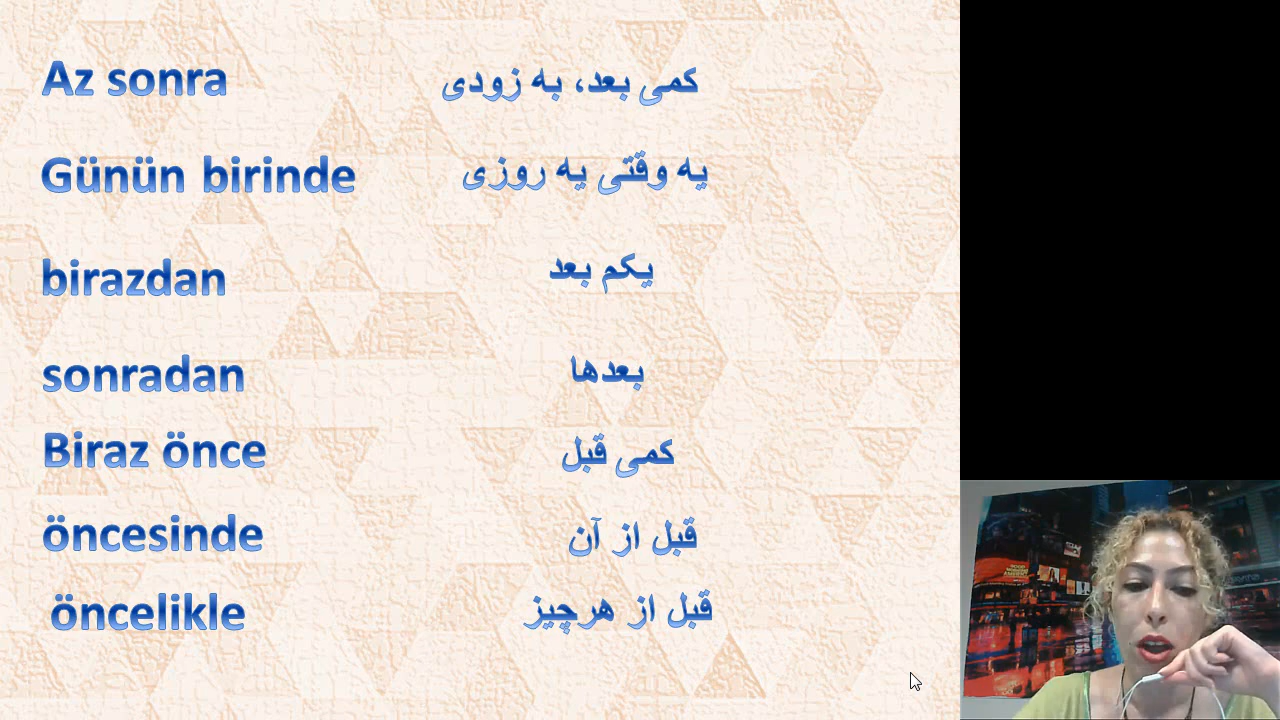 Az sonra کمی بعد، به زودی
Günün birinde یه وقتی یه روزی
birazdan یکم بعد
sonradan بعدها
Biraz önce کمی قبل
öncesinde قبل از آن
öncelikle قبل از هرچیز